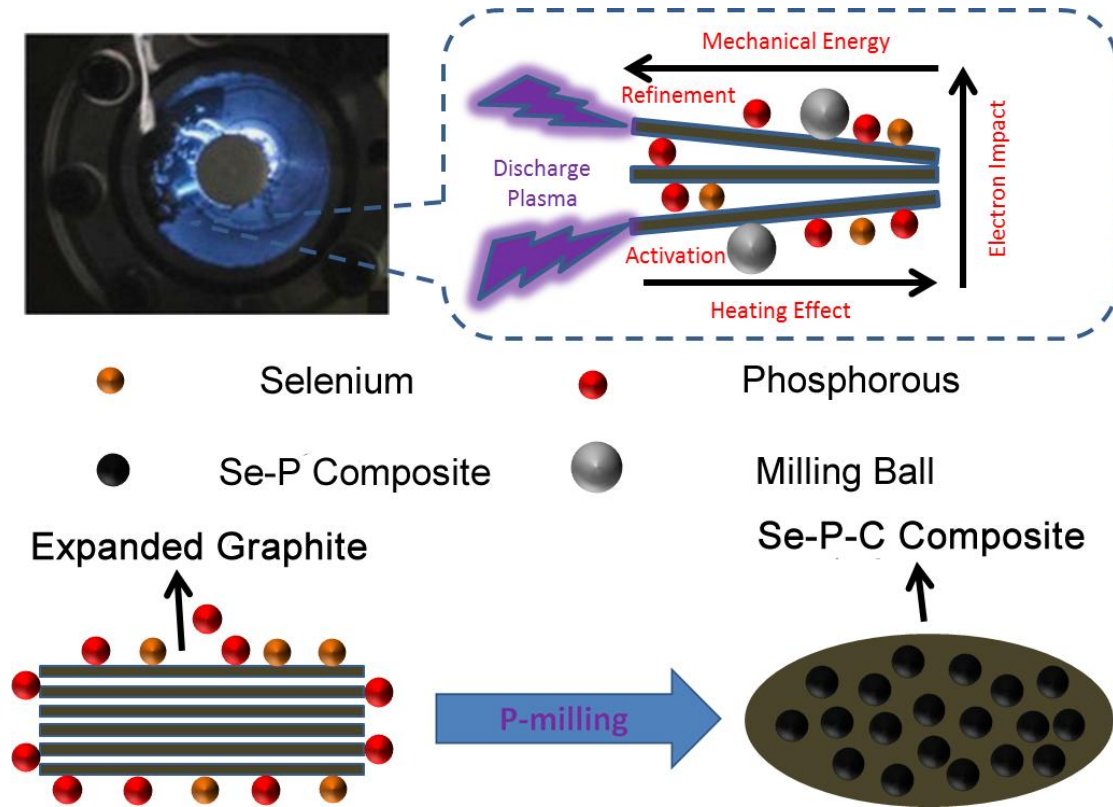 Mechanical Energy
Refinement
Discharge
Plasma
Electron Impact
Activation
Heating Effect
Selenium
Phosphorous
Se-P Composite
Milling Ball
Expanded Graphite
Se-P-C Composite
P-milling